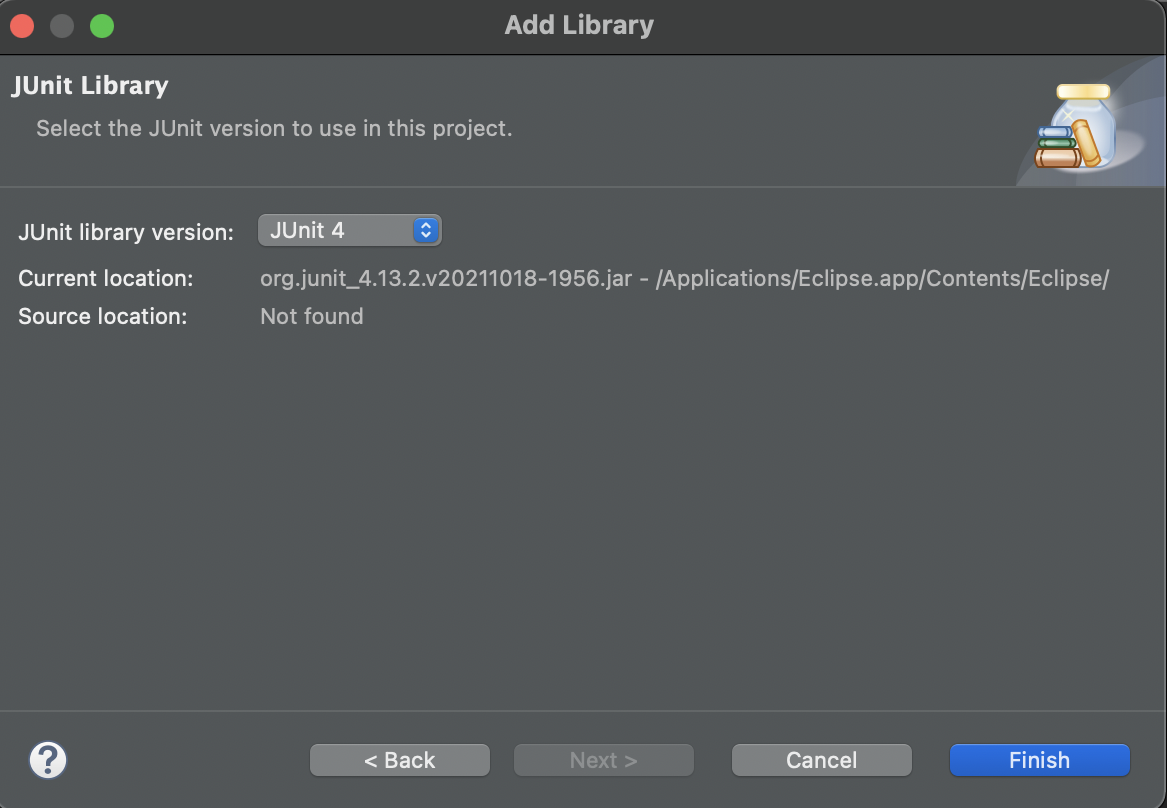 Add Library
JUnit Library
Select the JUnit version to use in this project.
JUnit library version: JUnit 4
Current location: org.junit_4.13.2.v20211018-1956.jar - /Applications/Eclipse.app/Contents/Eclipse/
Source location: Not found
? < Back Next > Cancel Finish